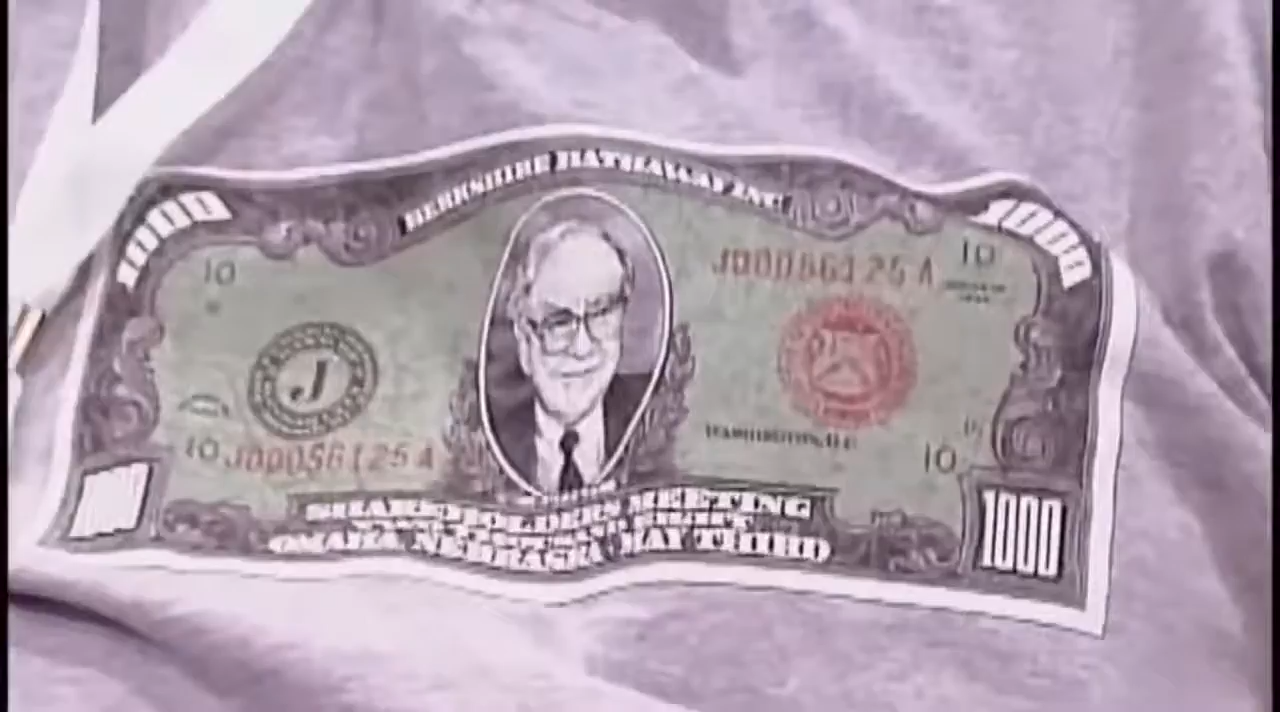 BERKSHIRE HATHAWAY INC
1000
1000
10
J00056125A
10
J
WASHINGTON, D.C.
10
J00056125A
10
SHAREHOLDERS MEETING
OMAHA NEBRASKA MAY THIRD
1000